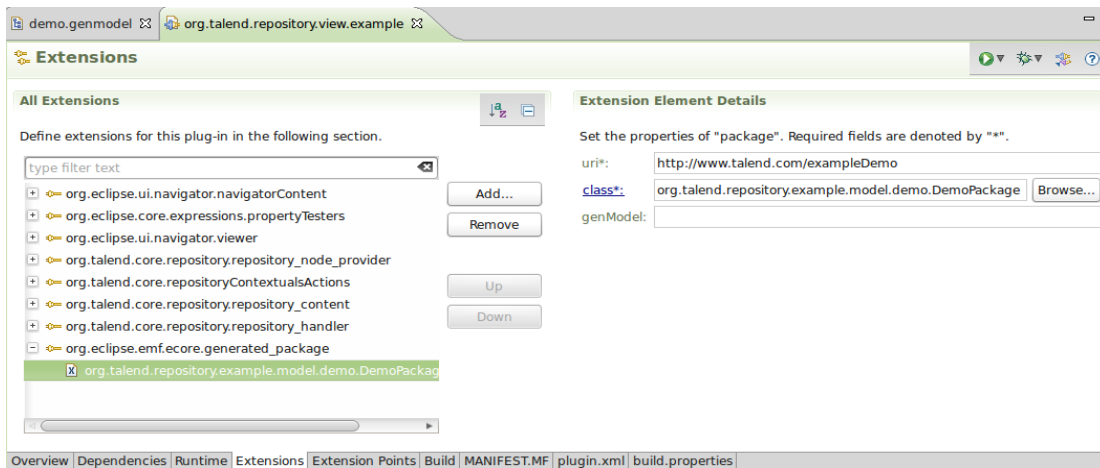 demo.genmodel org.talend.repository.view.example
Extensions
All Extensions
Define extensions for this plug-in in the following section.
type filter text
org.eclipse.ui.navigator.navigatorContent
org.eclipse.core.expressions.propertyTesters
org.eclipse.ui.navigator.viewer
org.talend.core.repository.repository_node_provider
org.talend.core.repositoryContextualsActions
org.talend.core.repository.repository_content
org.talend.core.repository.repository_handler
org.eclipse.emf.ecore.generated_package
org.talend.repository.example.model.demo.DemoPackag
Add...
Remove
Up
Down
Extension Element Details
Set the properties of "package". Required fields are denoted by "*".
uri*: http://www.talend.com/exampleDemo
class*: org.talend.repository.example.model.demo.DemoPackage Browse...
genModel:
Overview Dependencies Runtime Extensions Extension Points Build MANIFEST.MF plugin.xml build.properties